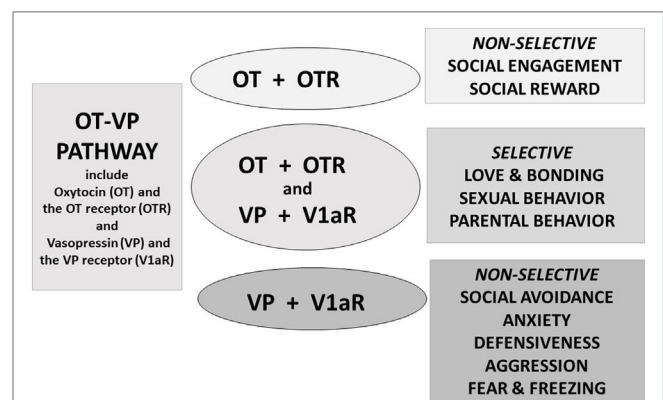 OT-VP
PATHWAY
include
Oxytocin (OT) and
the OT receptor (OTR)
and
Vasopressin (VP) and
the VP receptor (V1aR)
OT + OTR
NON-SELECTIVE
SOCIAL ENGAGEMENT
SOCIAL REWARD
OT + OTR
and
VP + V1aR
SELECTIVE
LOVE & BONDING
SEXUAL BEHAVIOR
PARENTAL BEHAVIOR
VP + V1aR
NON-SELECTIVE
SOCIAL AVOIDANCE
ANXIETY
DEFENSIVENESS
AGGRESSION
FEAR & FREEZING